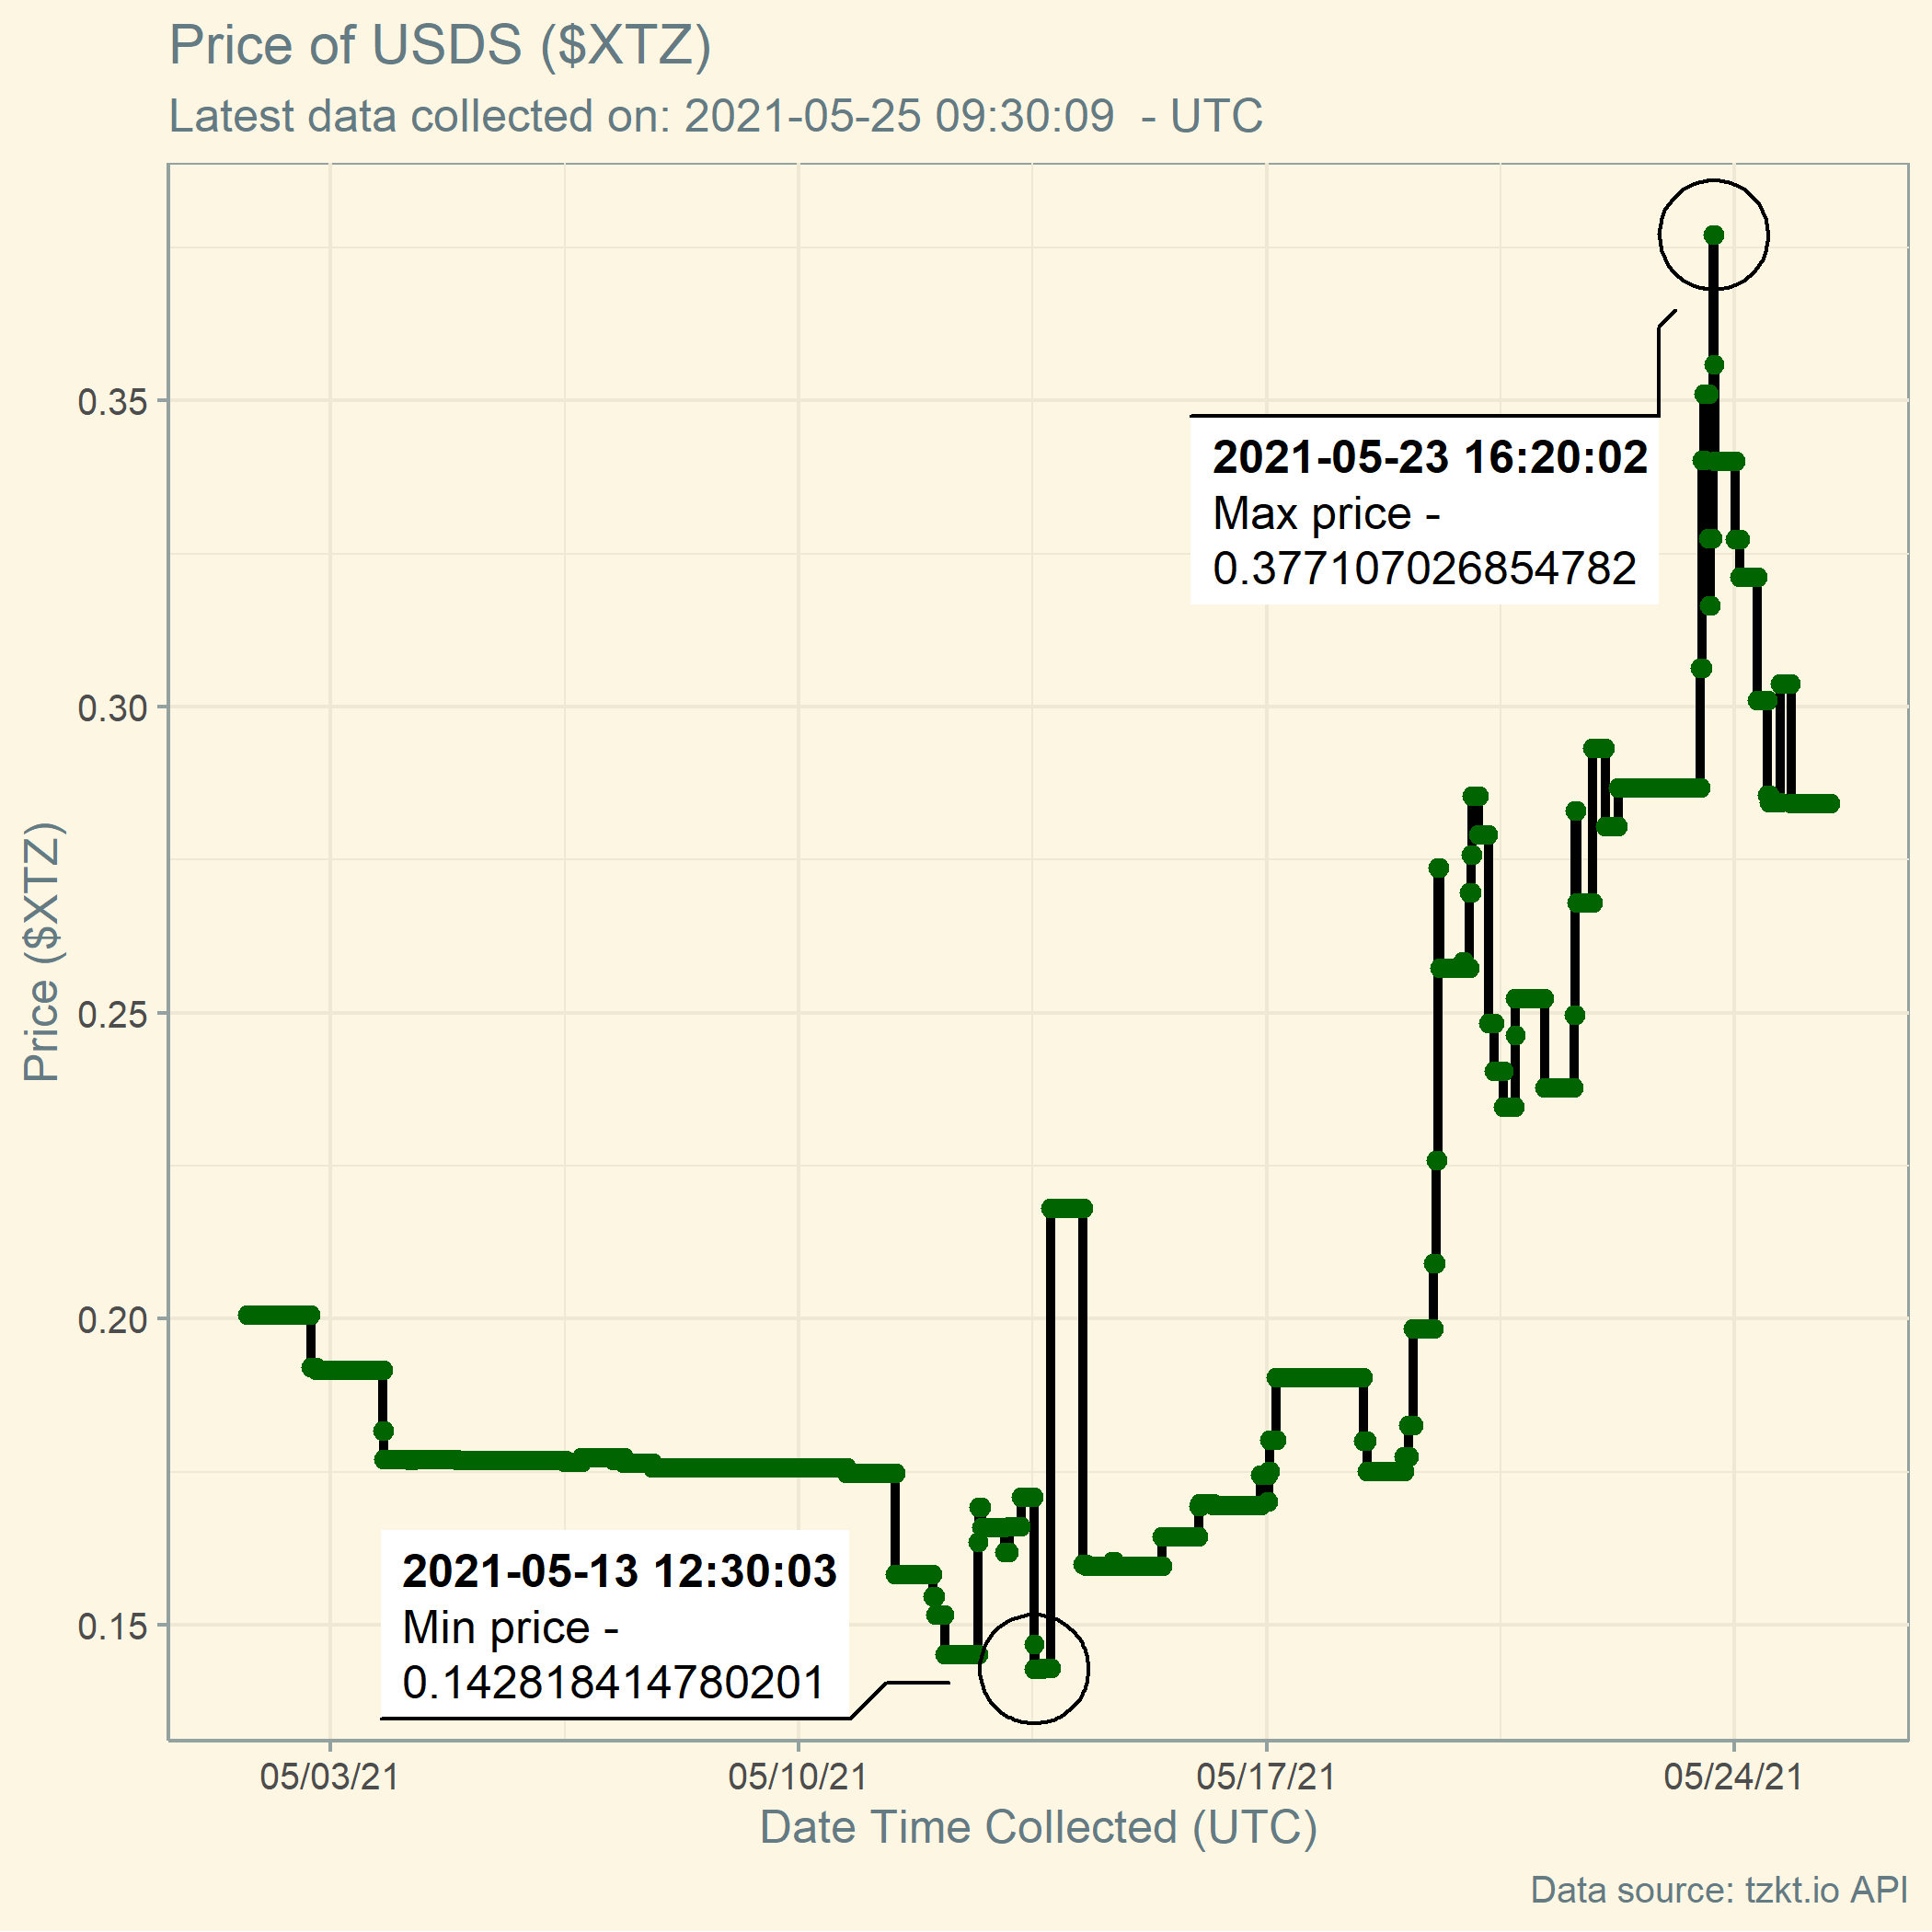 Price of USDS ($XTZ)
Latest data collected on: 2021-05-25 09:30:09  - UTC
Price ($XTZ)
0.35
0.30
0.25
0.20
0.15
2021-05-23 16:20:02
Max price -
0.377107026854782
2021-05-13 12:30:03
Min price -
0.142818414780201
05/03/21
05/10/21
05/17/21
05/24/21
Date Time Collected (UTC)
Data source: tzkt.io API